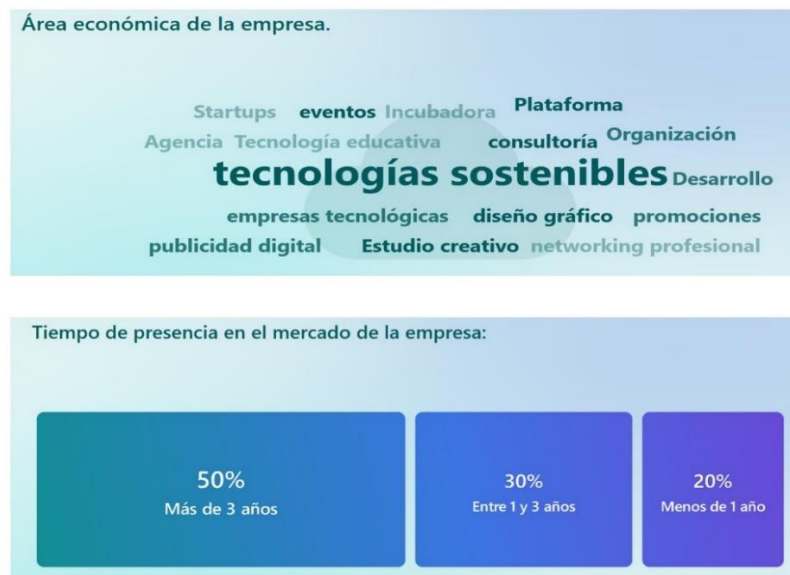 Área económica de la empresa.
Startups eventos Incubadora Plataforma
Agencia Tecnología educativa consultoría Organización
tecnologías sostenibles Desarrollo
empresas tecnológicas diseño gráfico promociones
publicidad digital Estudio creativo networking profesional
Tiempo de presencia en el mercado de la empresa:
50%
Más de 3 años
30%
Entre 1 y 3 años
20%
Menos de 1 año